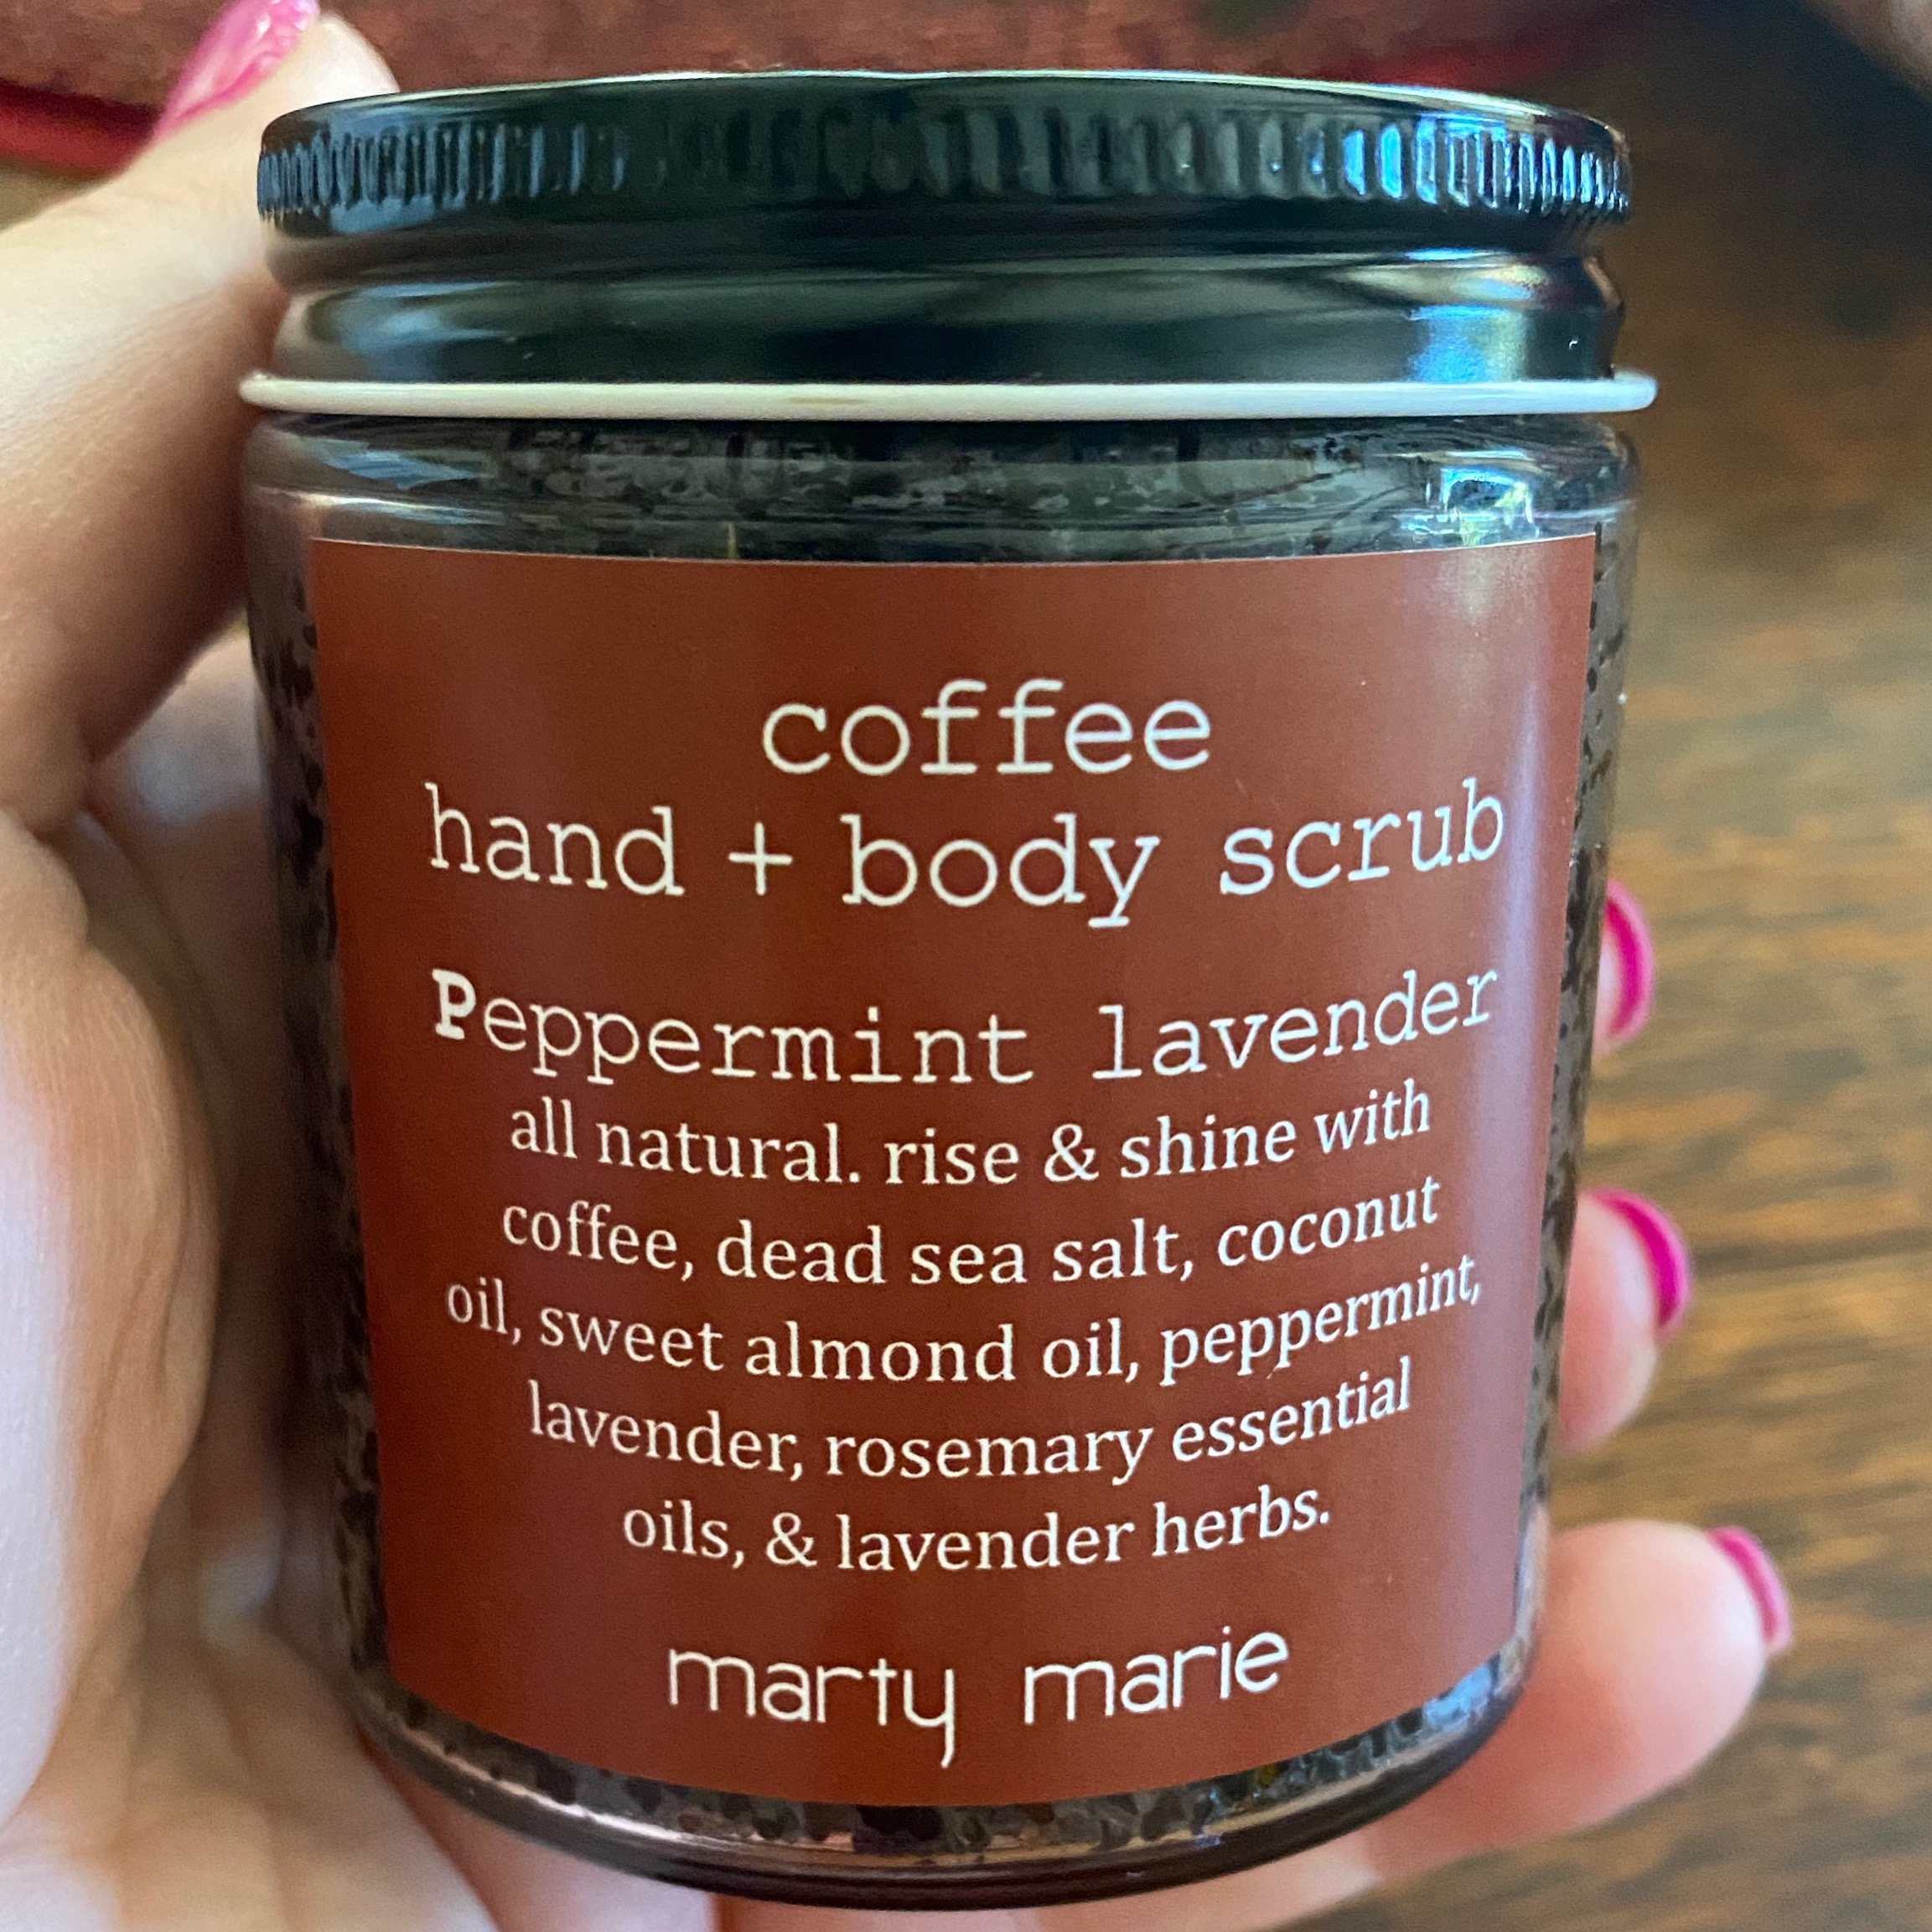 coffee
hand + body scrub
Peppermint lavender
all natural. rise & shine with
coffee, dead sea salt, coconut
oil, sweet almond oil, peppermint,
lavender, rosemary essential
oils, & lavender herbs.
marty marie